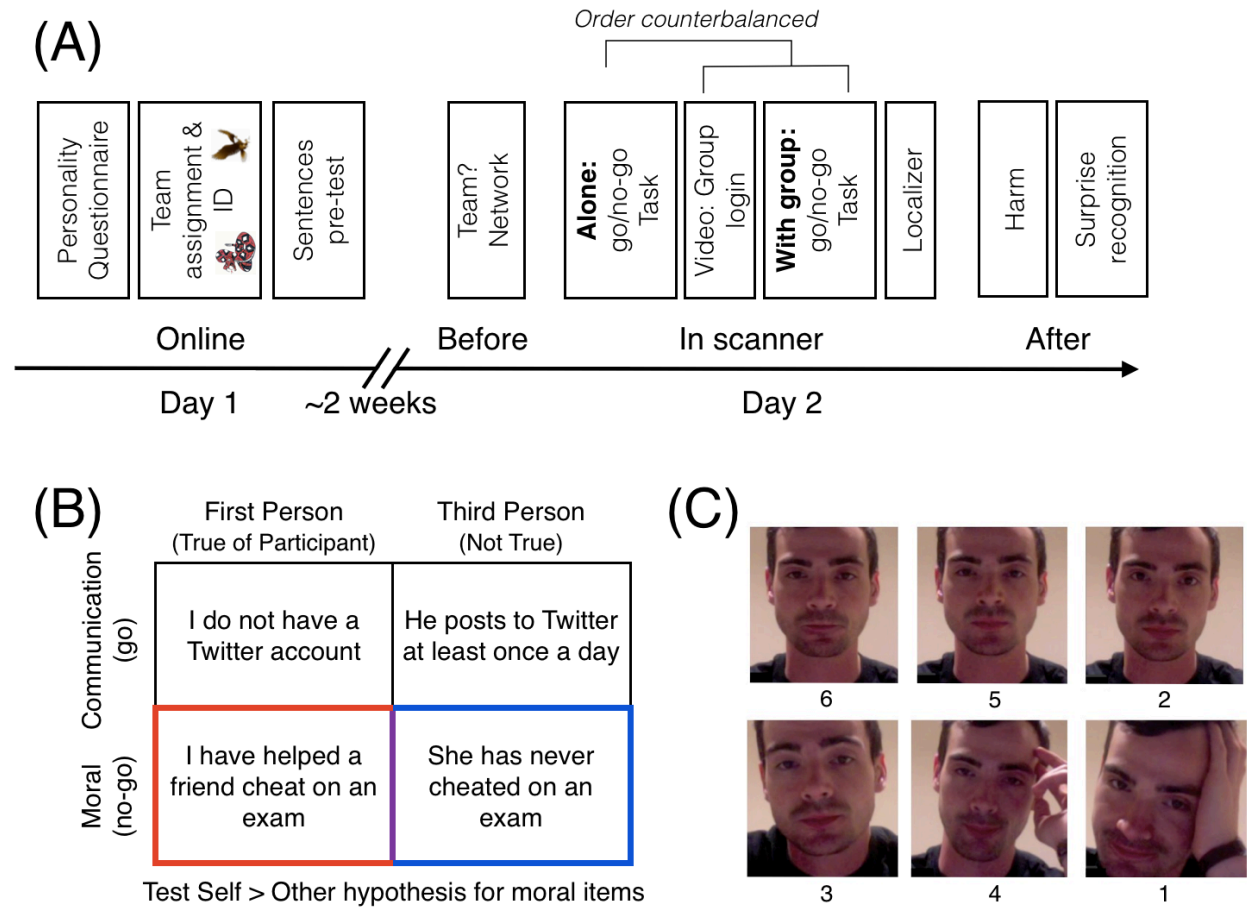 (A)
Order counterbalanced
Personality
Questionnaire
Team
assignment &
ID
Sentences
pre-test
Team?
Network
Alone:
go/no-go
Task
Video: Group
login
With group:
go/no-go
Task
Localizer
Harm
Surprise
recognition
Online
Before
In scanner
After
Day 1
~2 weeks
Day 2
(B)
First Person
(True of Participant)
Third Person
(Not True)
Communication
(go)
I do not have a
Twitter account
He posts to Twitter
at least once a day
Moral
(no-go)
I have helped a
friend cheat on an
exam
She has never
cheated on an
exam
Test Self > Other hypothesis for moral items
(C)
6
5
2
3
4
1